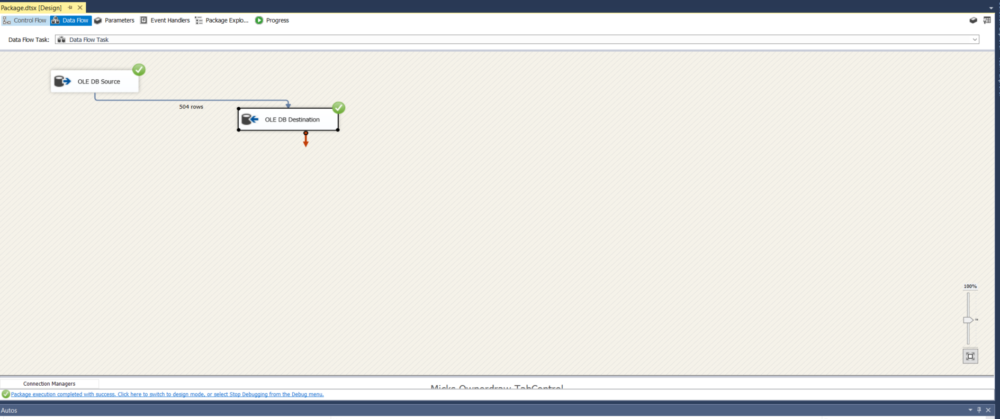 Package.dtsx [Design]
Control Flow Data Flow Parameters Event Handlers Package Explo... Progress
Data Flow Task: Data Flow Task
OLE DB Source
504 rows
OLE DB Destination
100%
Connection Managers
Micks Ownerdraw TabControl
Package execution completed with success. Click here to switch to design mode, or select Stop Debugging from the Debug menu.
Autos